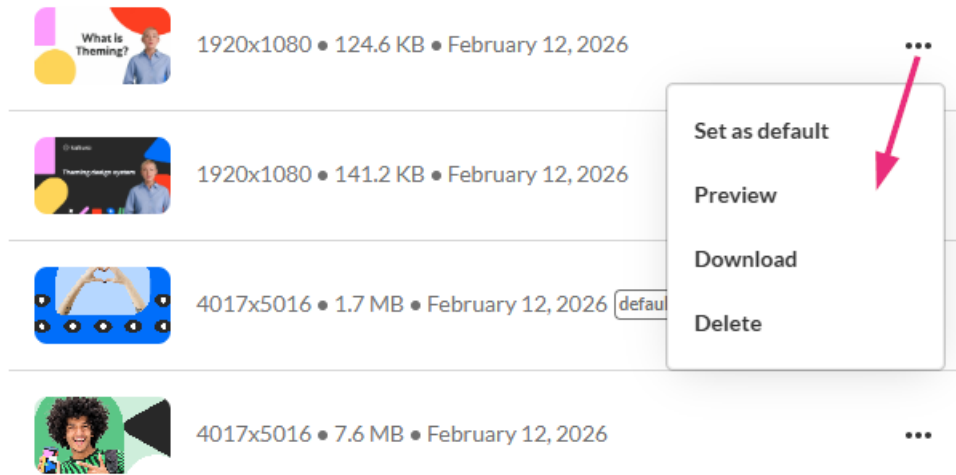 What is
Theming?
1920x1080 • 124.6 KB • February 12, 2026
Set as default
kaltura
Theming design system
1920x1080 • 141.2 KB • February 12, 2026
Preview
Download
4017x5016 • 1.7 MB • February 12, 2026 defaul
Delete
4017x5016 • 7.6 MB • February 12, 2026